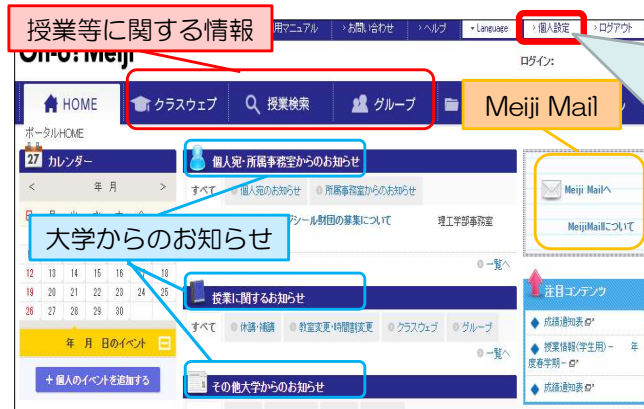 授業等に関する情報
用マニュアル
>お問い合わせ
>ヘルプ
▾Language
>個人設定
>ログアウト
Oh-o! Meiji
ログイン:
HOME
クラスウェブ
授業検索
グループ
Meiji Mail
ポータルHOME
27 カレンダー
< 年 月 >
個人宛・所属事務室からのお知らせ
すべて
個人宛のお知らせ
所属事務室からのお知らせ
Meiji Mailへ
MeijiMailについて
大学からのお知らせ
シール財団の募集について
理工学部事務室
一覧へ
12 13 14 15 16 17 18
19 20 21 22 23 24 25
26 27 28 29 30
授業に関するお知らせ
注目コンテンツ
すべて
休講・補講
教室変更・時間割変更
クラスウェブ
グループ
成績通知表
年 月 日のイベント
一覧へ
授業情報(学生用)- 年
度春学期-
+ 個人のイベントを追加する
その他大学からのお知らせ
成績通知表